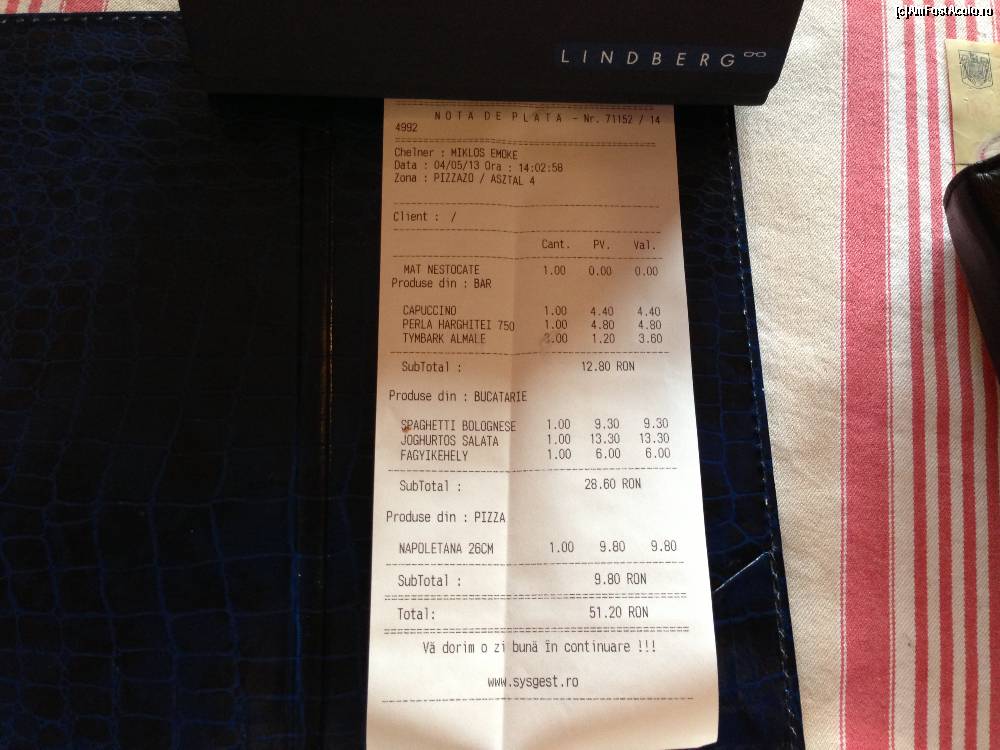 [c]AmFostAcolo.ro
LINDBERG
NOTA DE PLATA - Nr. 71152 / 14
4992
Chelner : MIKLOS EMOKE
Data : 04/05/13 Ora : 14:02:58
Zona : PIZZAZO / ASZTAL 4
Client : /
Cant. PV. Val.
MAT NESTOCATE 1.00 0.00 0.00
Produse din : BAR
CAPUCCINO 1.00 4.40 4.40
PERLA HARGHITEI 750 1.00 4.80 4.80
TYMBARK ALMALE 3.00 1.20 3.60
SubTotal : 12.80 RON
Produse din : BUCATARIE
SPAGHETTI BOLOGNESE 1.00 9.30 9.30
JOGHURTOS SALATA 1.00 13.30 13.30
FAGYIKEHELY 1.00 6.00 6.00
SubTotal : 28.60 RON
Produse din : PIZZA
NAPOLETANA 26CM 1.00 9.80 9.80
SubTotal : 9.80 RON
Total: 51.20 RON
Vă dorim o zi bună în continuare !!!
www.sysgest.ro